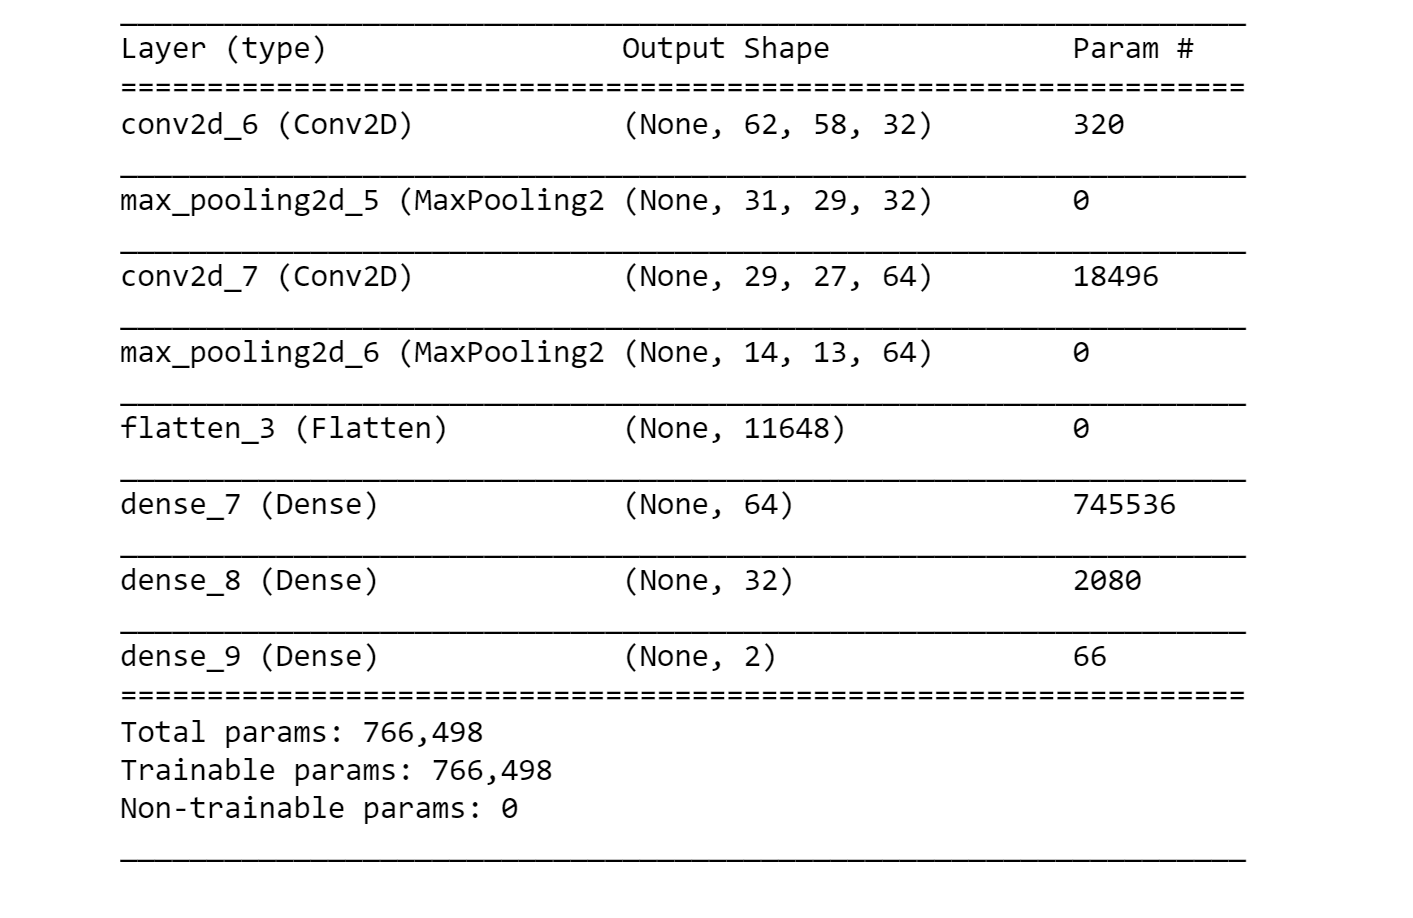 Layer (type) Output Shape Param #
=================================================================
conv2d_6 (Conv2D) (None, 62, 58, 32) 320
max_pooling2d_5 (MaxPooling2 (None, 31, 29, 32) 0
conv2d_7 (Conv2D) (None, 29, 27, 64) 18496
max_pooling2d_6 (MaxPooling2 (None, 14, 13, 64) 0
flatten_3 (Flatten) (None, 11648) 0
dense_7 (Dense) (None, 64) 745536
dense_8 (Dense) (None, 32) 2080
dense_9 (Dense) (None, 2) 66
=================================================================
Total params: 766,498
Trainable params: 766,498
Non-trainable params: 0